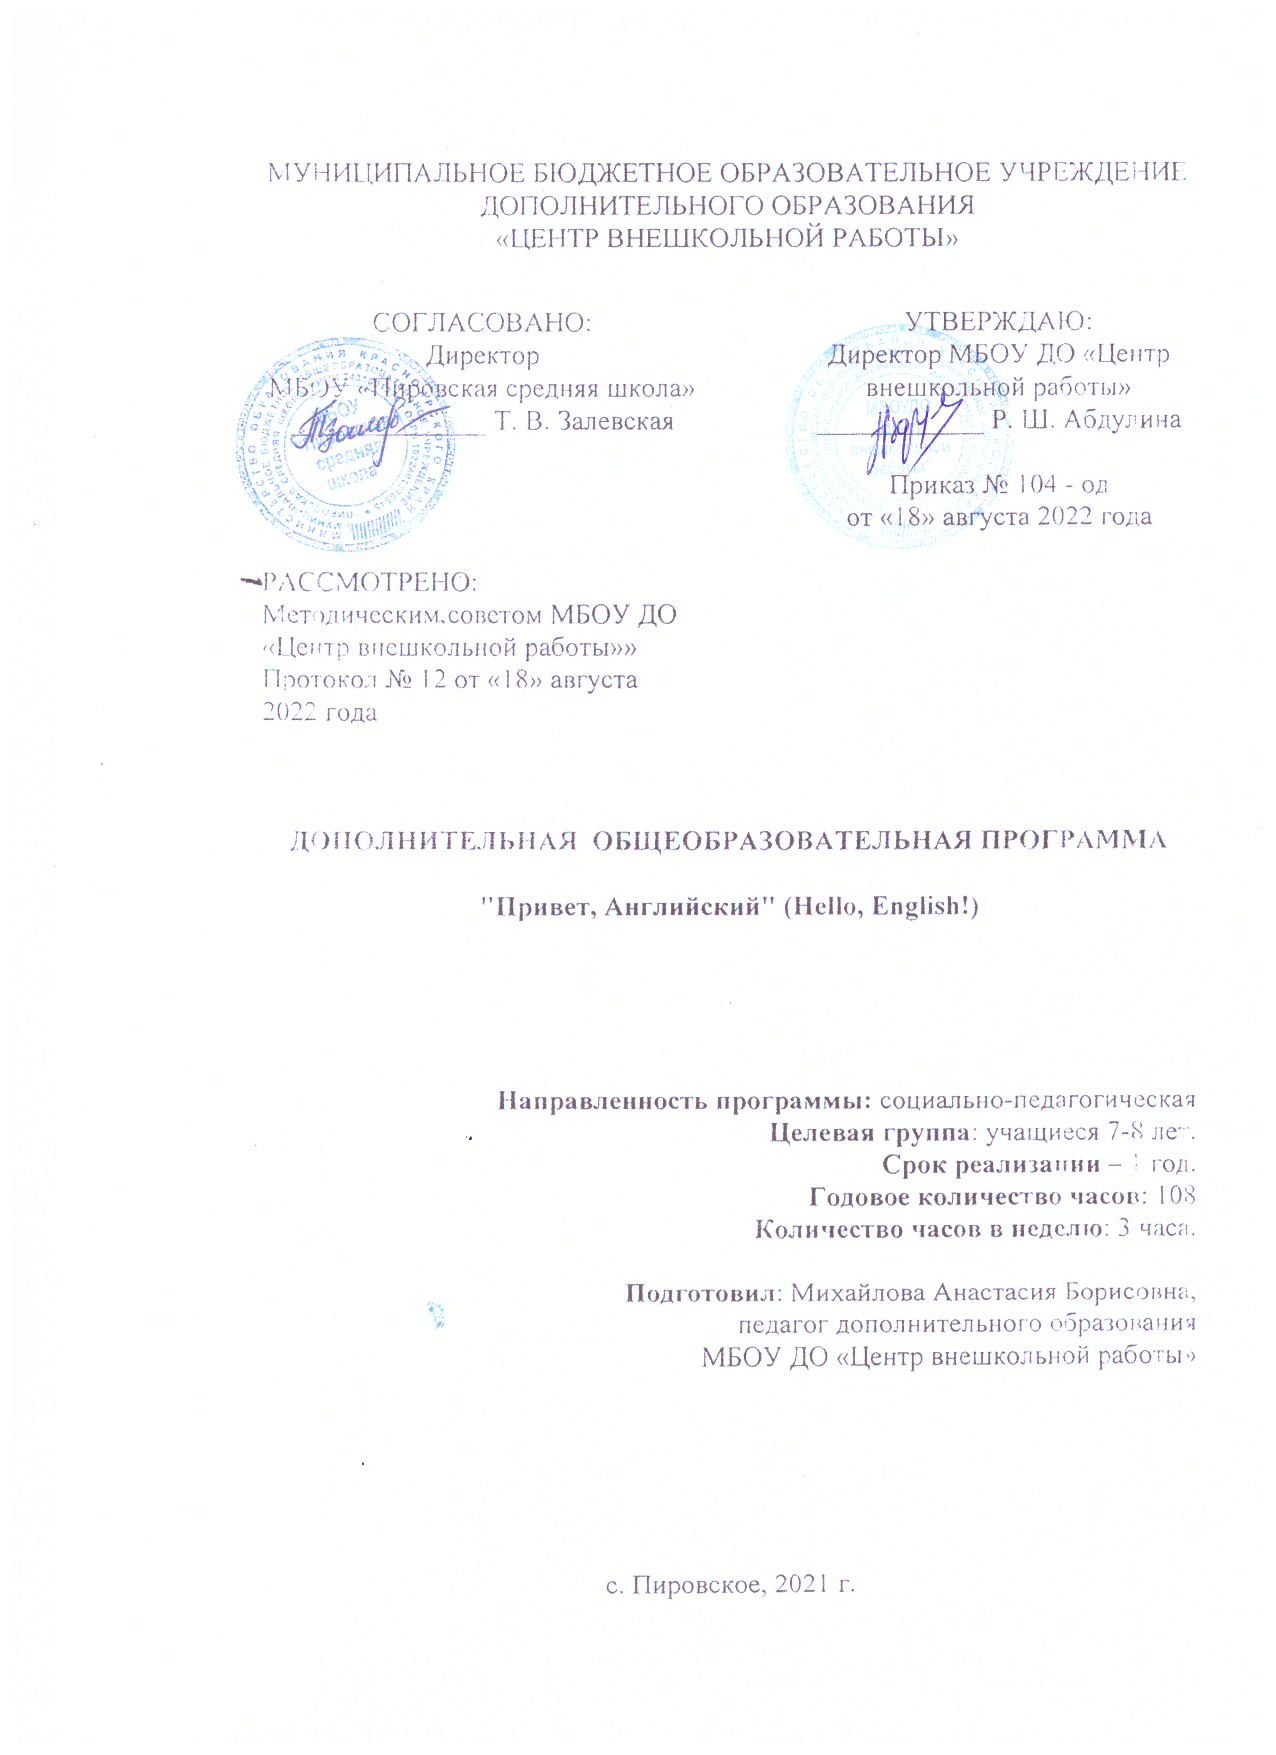 МУНИЦИПАЛЬНОЕ БЮДЖЕТНОЕ ОБРАЗОВАТЕЛЬНОЕ УЧРЕЖДЕНИЕ
ДОПОЛНИТЕЛЬНОГО ОБРАЗОВАНИЯ
«ЦЕНТР ВНЕШКОЛЬНОЙ РАБОТЫ»
СОГЛАСОВАНО:
Директор
МБОУ «Пировская средняя школа»
Т. В. Залевская
УТВЕРЖДАЮ:
Директор МБОУ ДО «Центр
внешкольной работы»
Р. Ш. Абдулина
Приказ № 104 - од
от «18» августа 2022 года
РАССМОТРЕНО:
Методическим советом МБОУ ДО
«Центр внешкольной работы»»
Протокол № 12 от «18» августа
2022 года
ДОПОЛНИТЕЛЬНАЯ ОБЩЕОБРАЗОВАТЕЛЬНАЯ ПРОГРАММА
"Привет, Английский" (Hello, English!)
Направленность программы: социально-педагогическая
Целевая группа: учащиеся 7-8 лет.
Срок реализации – 1 год.
Годовое количество часов: 108
Количество часов в неделю: 3 часа.
Подготовил: Михайлова Анастасия Борисовна,
педагог дополнительного образования
МБОУ ДО «Центр внешкольной работы»
с. Пировское, 2021 г.